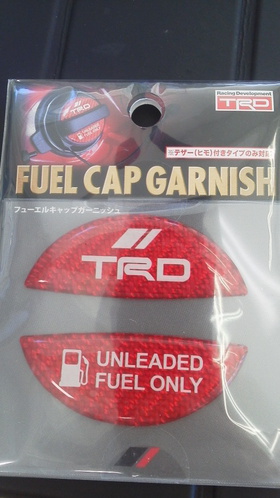 Racing Development
TRD
※テザー(ヒモ)付きタイプのみ対応
FUEL CAP GARNISH
フューエルキャップガーニッシュ
TRD
UNLEADED
FUEL ONLY